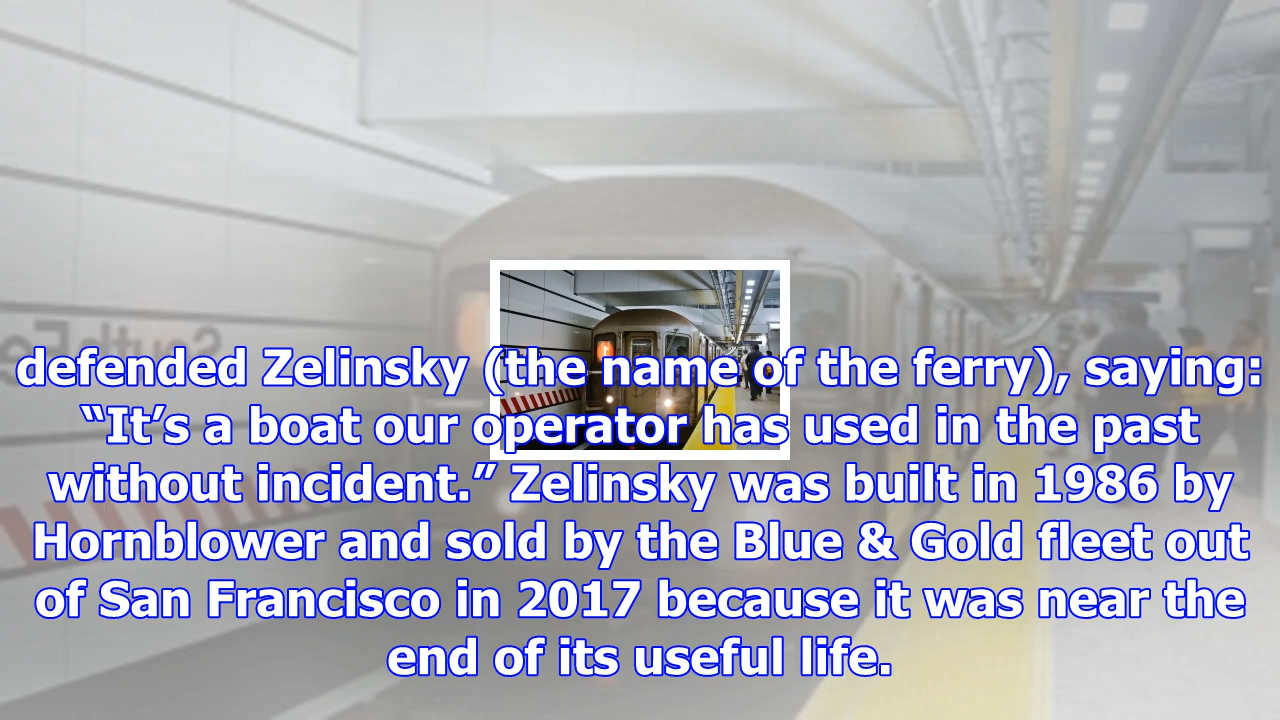 South Fe
defended Zelinsky (the name of the ferry), saying:
“It’s a boat our operator has used in the past
without incident.” Zelinsky was built in 1986 by
Hornblower and sold by the Blue & Gold fleet out
of San Francisco in 2017 because it was near the
end of its useful life.